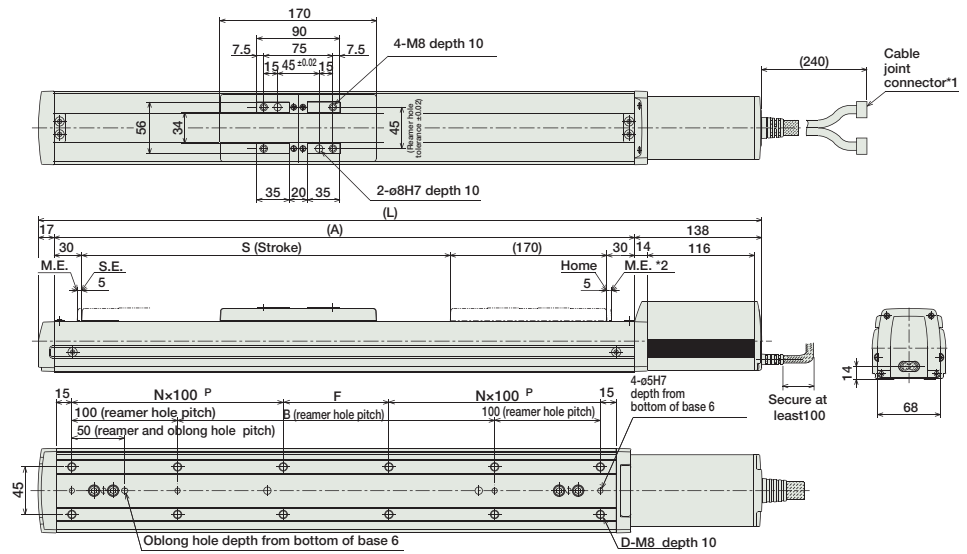 170
90
7.5 75 7.5
15 45 ±0.02 15
4-M8 depth 10
(240)
Cable
joint
connector*1
56
34
45
(Reamer hole
tolerance ±0.02)
35 20 35
2-ø8H7 depth 10
(L)
17 (A) 138
30 S (Stroke) (170) 30 14 116
M.E. S.E. Home M.E. *2
5 5
14
68
Secure at
least100
15 N×100 P F N×100 P 15
4-ø5H7
depth from
bottom of base 6
100 (reamer hole pitch) B (reamer hole pitch) 100 (reamer hole pitch)
50 (reamer and oblong hole pitch)
45
Oblong hole depth from bottom of base 6
D-M8 depth 10